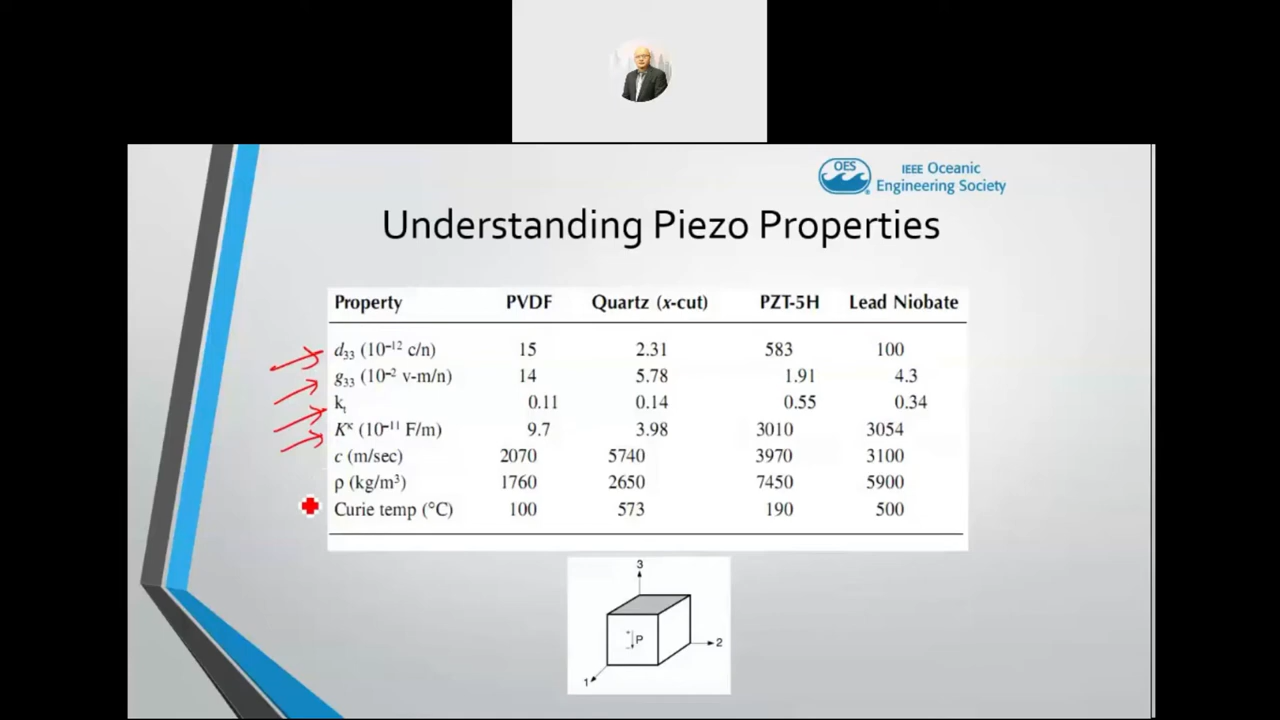 OES
IEEE Oceanic
Engineering Society
Understanding Piezo Properties
Property PVDF Quartz (x-cut) PZT-5H Lead Niobate
d₃₃ (10⁻¹² c/n) 15 2.31 583 100
g₃₃ (10⁻² v-m/n) 14 5.78 1.91 4.3
kₜ 0.11 0.14 0.55 0.34
Kˣ (10⁻¹¹ F/m) 9.7 3.98 3010 3054
c (m/sec) 2070 5740 3970 3100
ρ (kg/m³) 1760 2650 7450 5900
Curie temp (°C) 100 573 190 500
3
P
2
1